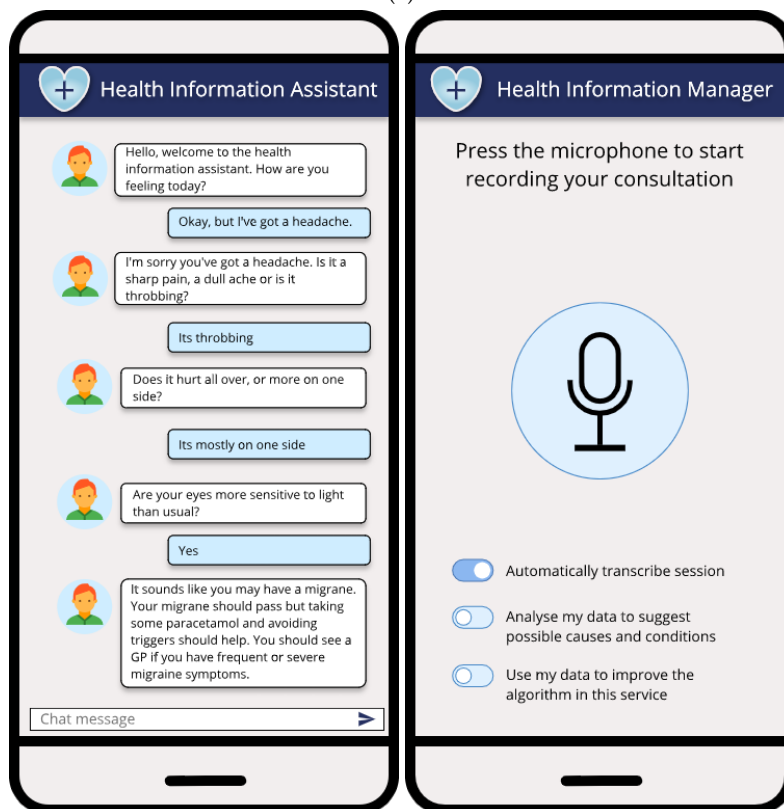 Health Information Assistant
Hello, welcome to the health
information assistant. How are you
feeling today?
Okay, but I've got a headache.
I'm sorry you've got a headache. Is it a
sharp pain, a dull ache or is it
throbbing?
Its throbbing
Does it hurt all over, or more on one
side?
Its mostly on one side
Are your eyes more sensitive to light
than usual?
Yes
It sounds like you may have a migrane.
Your migrane should pass but taking
some paracetamol and avoiding
triggers should help. You should see a
GP if you have frequent or severe
migraine symptoms.
Chat message
Health Information Manager
Press the microphone to start
recording your consultation
Automatically transcribe session
Analyse my data to suggest
possible causes and conditions
Use my data to improve the
algorithm in this service